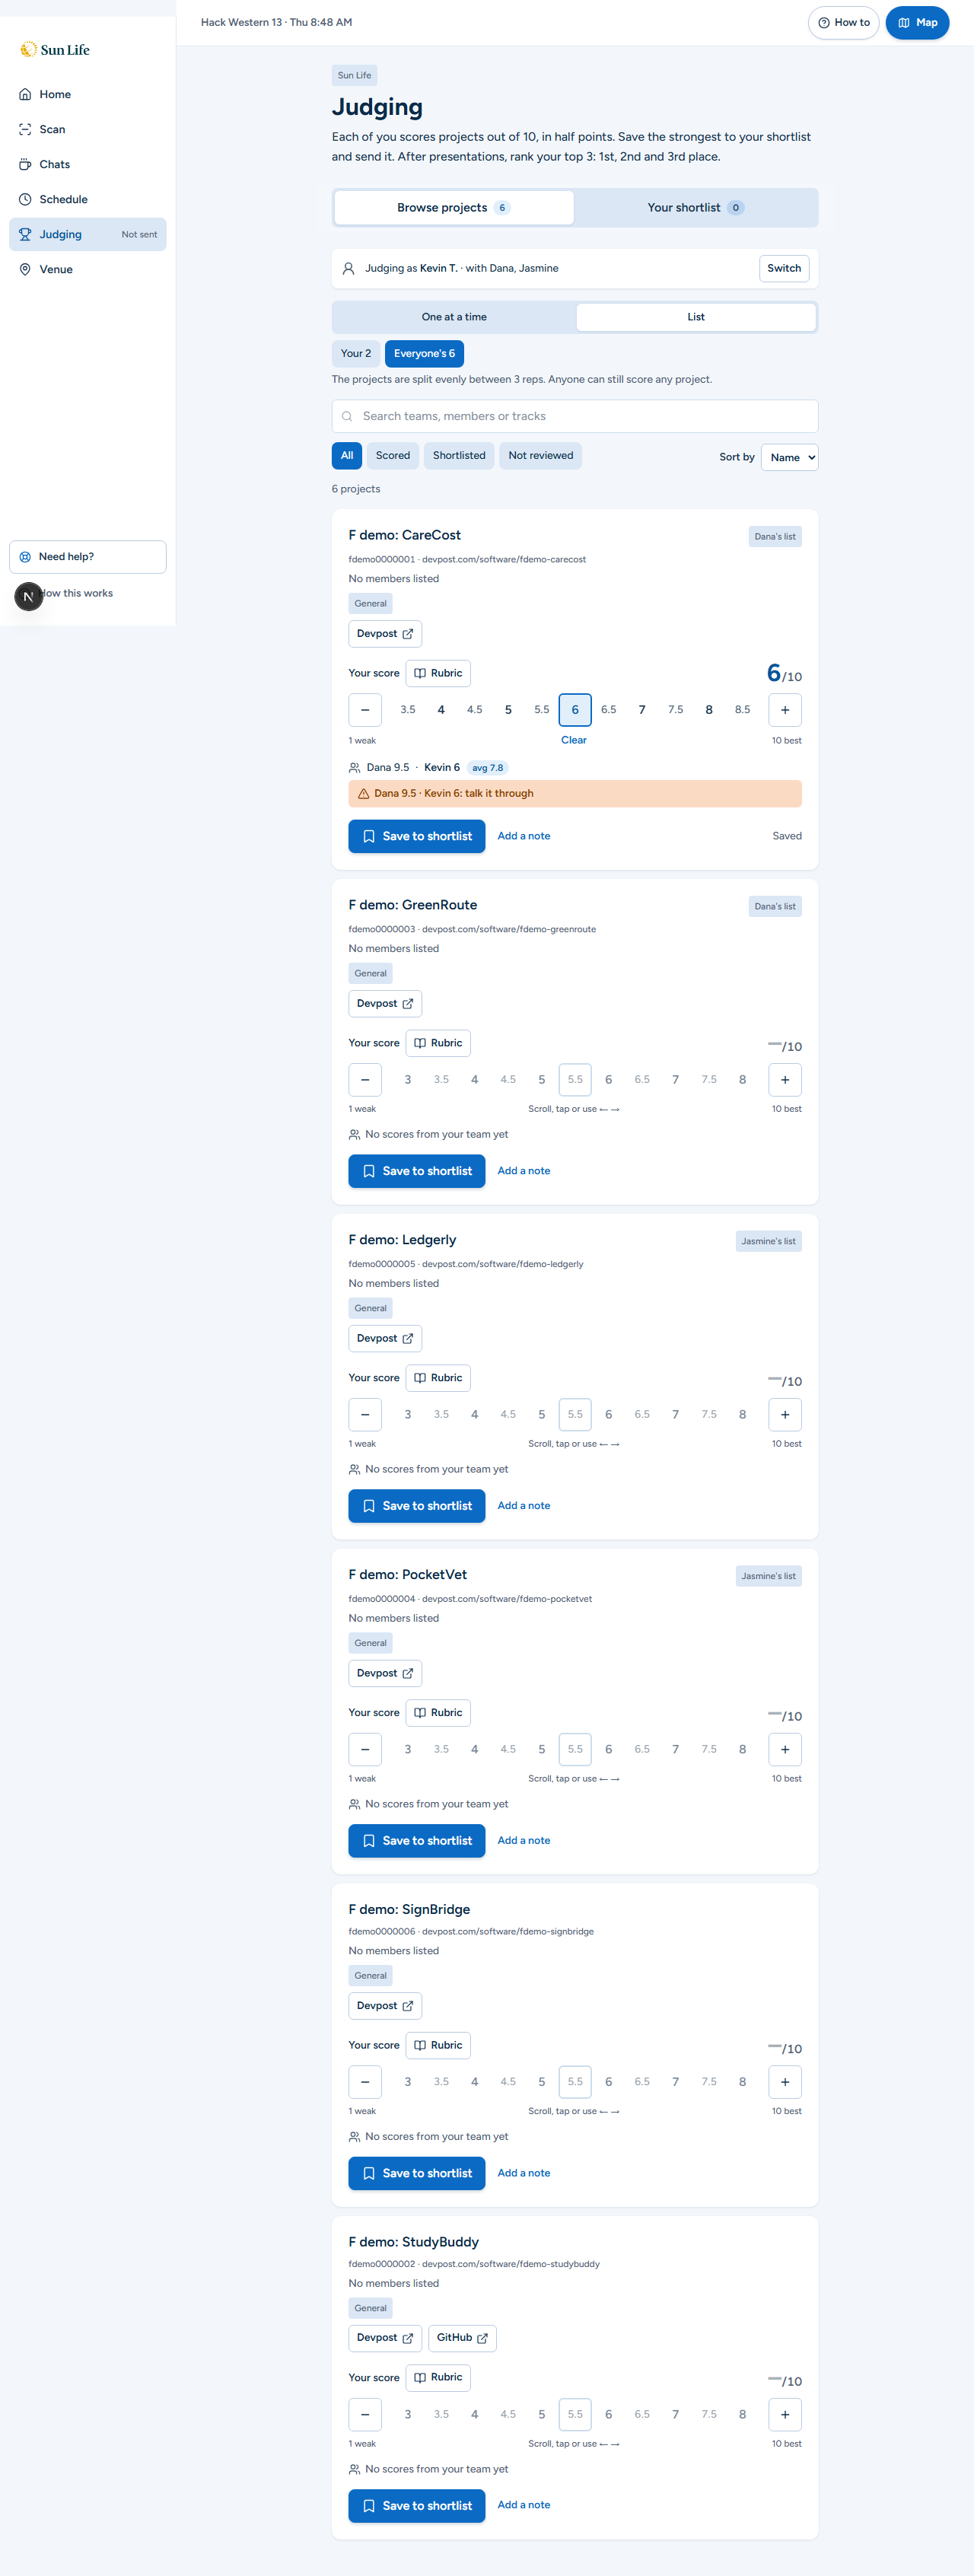 Hack Western 13 · Thu 8:48 AM
How to
Map
Sun Life
Home
Scan
Chats
Schedule
Judging
Not sent
Venue
Need help?
N
How this works
Sun Life
Judging
Each of you scores projects out of 10, in half points. Save the strongest to your shortlist
and send it. After presentations, rank your top 3: 1st, 2nd and 3rd place.
Browse projects 6
Your shortlist 0
Judging as Kevin T. · with Dana, Jasmine
Switch
One at a time
List
Your 2
Everyone's 6
The projects are split evenly between 3 reps. Anyone can still score any project.
Search teams, members or tracks
All
Scored
Shortlisted
Not reviewed
Sort by
Name
6 projects
F demo: CareCost
Dana's list
fdemo0000001 · devpost.com/software/fdemo-carecost
No members listed
General
Devpost
Your score
Rubric
6/10
− 3.5 4 4.5 5 5.5 6 6.5 7 7.5 8 8.5 +
1 weak
Clear
10 best
Dana 9.5 · Kevin 6 avg 7.8
Dana 9.5 · Kevin 6: talk it through
Save to shortlist
Add a note
Saved
F demo: GreenRoute
Dana's list
fdemo0000003 · devpost.com/software/fdemo-greenroute
No members listed
General
Devpost
Your score
Rubric
—/10
− 3 3.5 4 4.5 5 5.5 6 6.5 7 7.5 8 +
1 weak
Scroll, tap or use ← →
10 best
No scores from your team yet
Save to shortlist
Add a note
F demo: Ledgerly
Jasmine's list
fdemo0000005 · devpost.com/software/fdemo-ledgerly
No members listed
General
Devpost
Your score
Rubric
—/10
− 3 3.5 4 4.5 5 5.5 6 6.5 7 7.5 8 +
1 weak
Scroll, tap or use ← →
10 best
No scores from your team yet
Save to shortlist
Add a note
F demo: PocketVet
Jasmine's list
fdemo0000004 · devpost.com/software/fdemo-pocketvet
No members listed
General
Devpost
Your score
Rubric
—/10
− 3 3.5 4 4.5 5 5.5 6 6.5 7 7.5 8 +
1 weak
Scroll, tap or use ← →
10 best
No scores from your team yet
Save to shortlist
Add a note
F demo: SignBridge
fdemo0000006 · devpost.com/software/fdemo-signbridge
No members listed
General
Devpost
Your score
Rubric
—/10
− 3 3.5 4 4.5 5 5.5 6 6.5 7 7.5 8 +
1 weak
Scroll, tap or use ← →
10 best
No scores from your team yet
Save to shortlist
Add a note
F demo: StudyBuddy
fdemo0000002 · devpost.com/software/fdemo-studybuddy
No members listed
General
Devpost
GitHub
Your score
Rubric
—/10
− 3 3.5 4 4.5 5 5.5 6 6.5 7 7.5 8 +
1 weak
Scroll, tap or use ← →
10 best
No scores from your team yet
Save to shortlist
Add a note